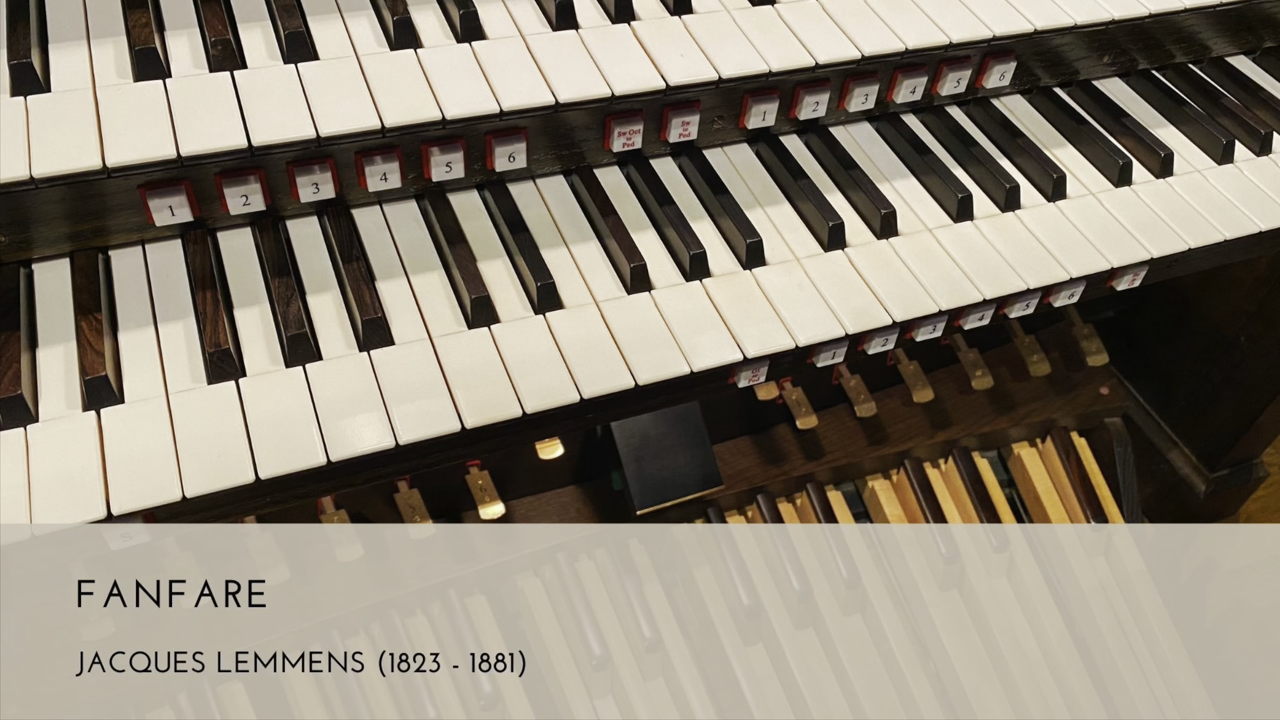 1 2 3 4 5 6
Sw Oct to Ped
Sw to Ped
1 2 3 4 5 6
1 2 3 4 5 6
FANFARE
JACQUES LEMMENS (1823 - 1881)